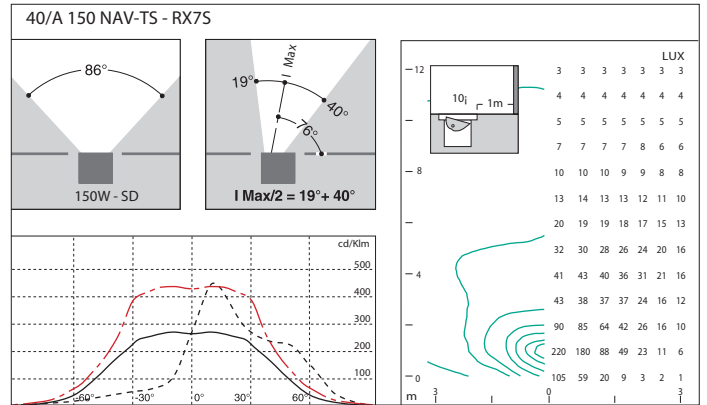 40/A 150 NAV-TS - RX7S
86°
150W - SD
I Max
19°
40°
76°
I Max/2 = 19°+ 40°
cd/Klm
500
400
300
200
100
-60° -30° 0° 30° 60°
LUX
10¡ 1m
12 3 3 3 3 3 3 3
4 4 4 4 4 4 4
5 5 5 5 5 5 5
7 7 7 7 8 6 6
8 10 10 10 9 9 8 8
13 14 13 13 12 11 10
20 19 19 18 17 15 13
32 30 28 26 24 20 16
4 41 43 40 36 31 21 16
43 38 37 37 24 16 12
90 85 64 42 26 16 10
220 180 88 49 23 11 6
0 105 59 20 9 3 2 1
m 3 0 3